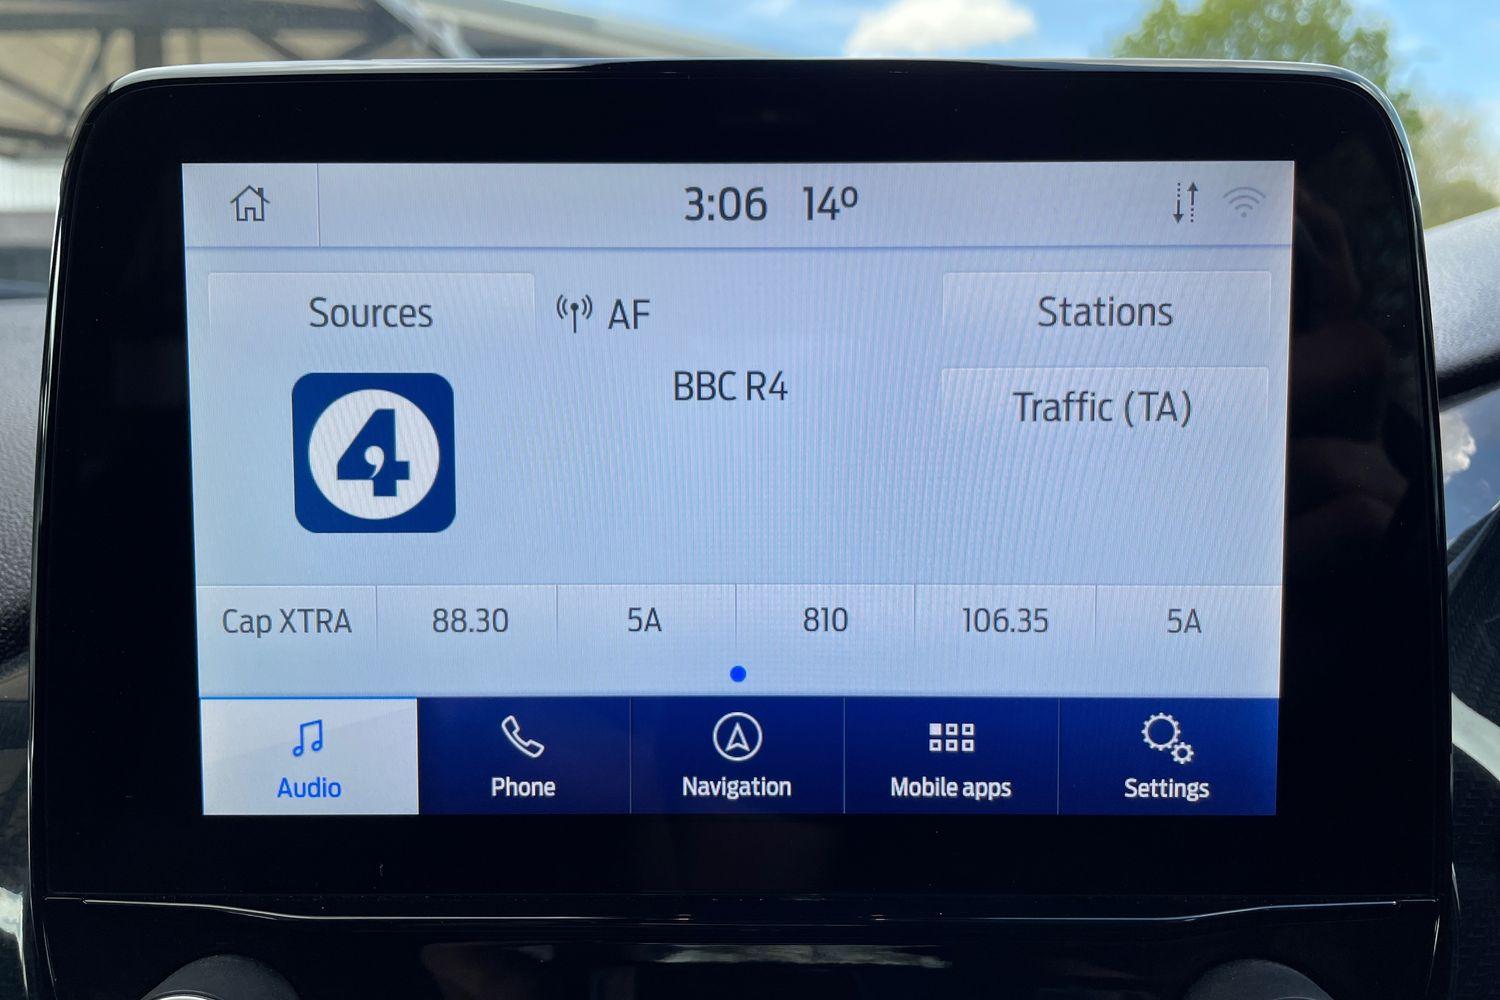 3:06 14º
Sources
AF
Stations
BBC R4
Traffic (TA)
4
Cap XTRA
88.30
5A
810
106.35
5A
Audio
Phone
Navigation
Mobile apps
Settings